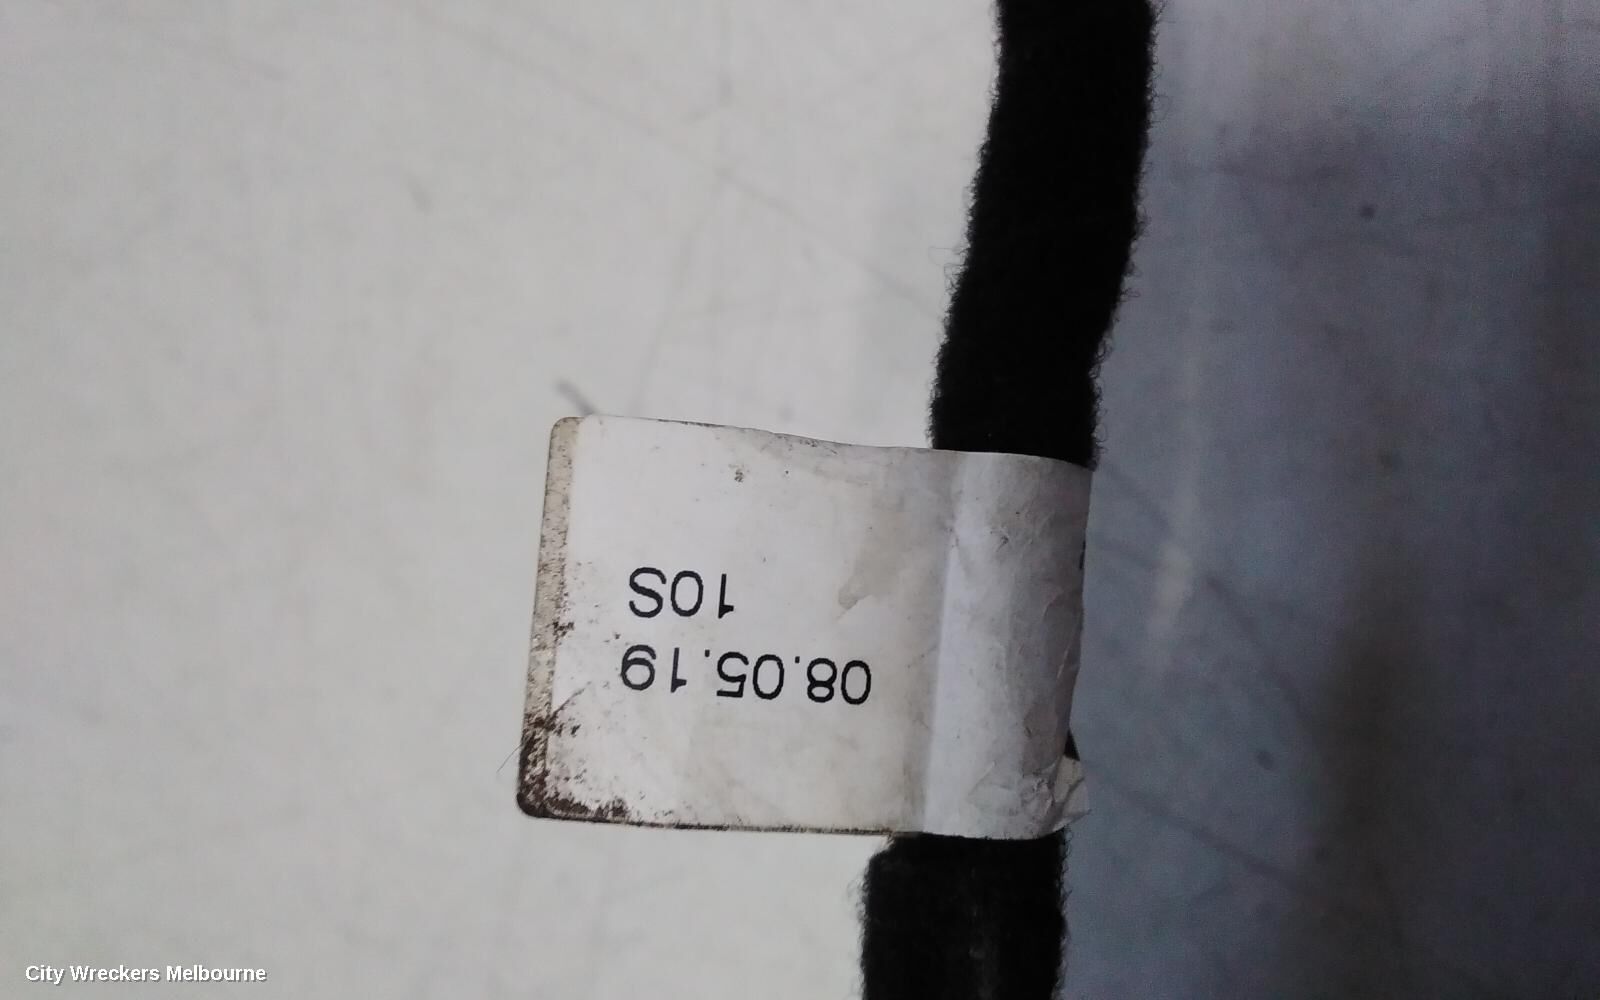 08.05.19
10S
City Wreckers Melbourne